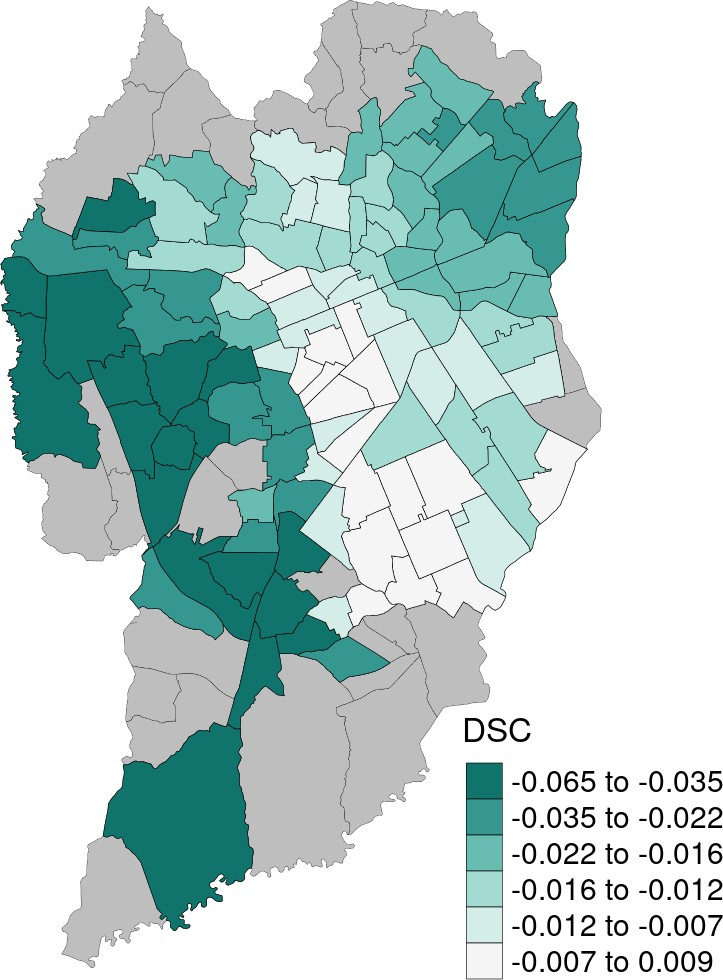 DSC
-0.065 to -0.035
-0.035 to -0.022
-0.022 to -0.016
-0.016 to -0.012
-0.012 to -0.007
-0.007 to 0.009